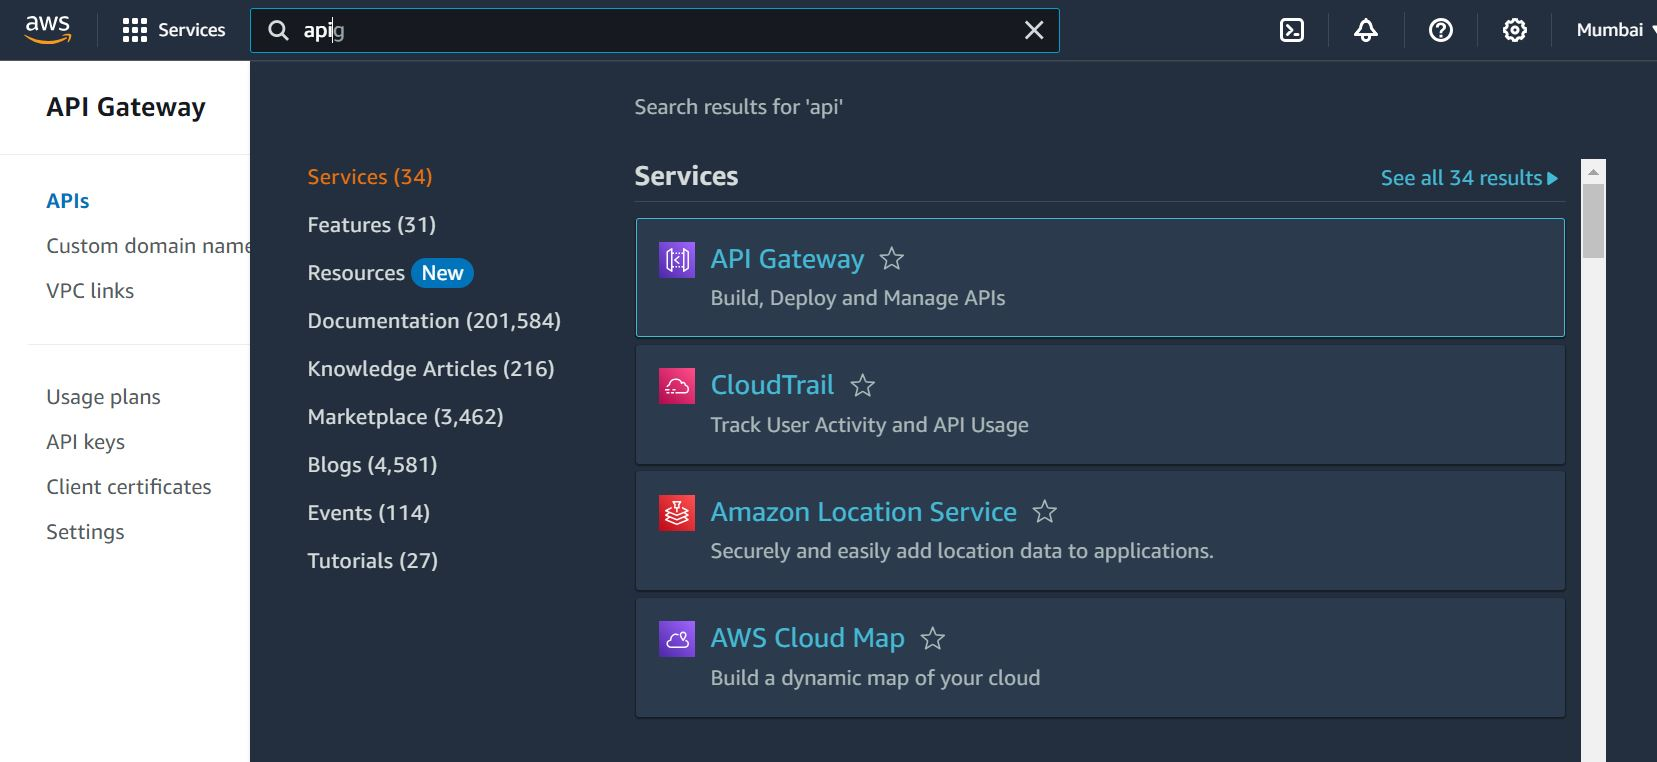 aws
Services
apig
Mumbai
API Gateway
APIs
Custom domain name
VPC links
Usage plans
API keys
Client certificates
Settings
Search results for 'api'
Services (34)
Features (31)
Resources New
Documentation (201,584)
Knowledge Articles (216)
Marketplace (3,462)
Blogs (4,581)
Events (114)
Tutorials (27)
Services
See all 34 results
API Gateway
Build, Deploy and Manage APIs
CloudTrail
Track User Activity and API Usage
Amazon Location Service
Securely and easily add location data to applications.
AWS Cloud Map
Build a dynamic map of your cloud